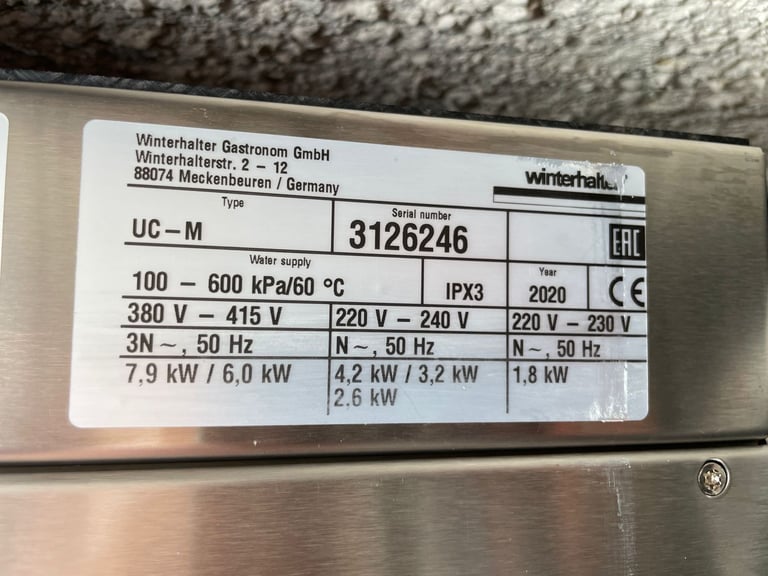 Winterhalter Gastronom GmbH
Winterhalterstr. 2 – 12
88074 Meckenbeuren / Germany
winterhalter
Type
UC–M
Serial number
3126246
EAC
Water supply
100 – 600 kPa/60 °C
IPX3
Year
2020
CE
380 V – 415 V
220 V – 240 V
220 V – 230 V
3N ~, 50 Hz
N ~, 50 Hz
N ~, 50 Hz
7,9 kW / 6,0 kW
4,2 kW / 3,2 kW
1,8 kW
2.6 kW